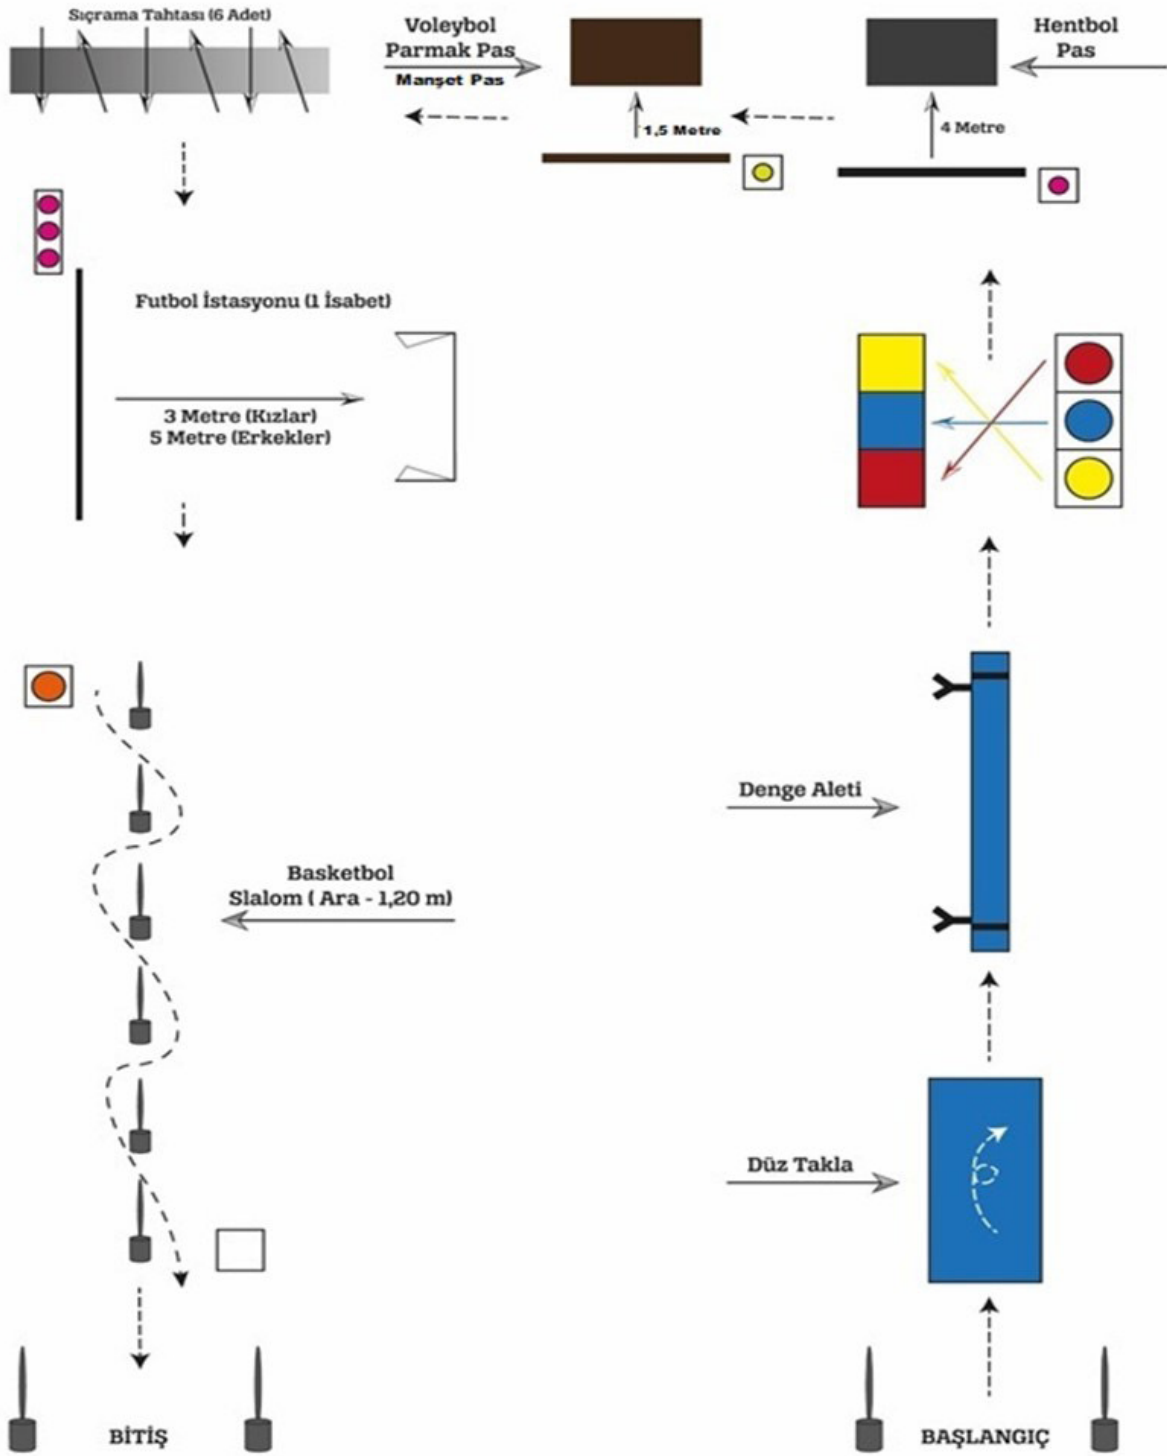 Sıçrama Tahtası (6 Adet)
Voleybol
Parmak Pas
Manşet Pas
Hentbol
Pas
1,5 Metre
4 Metre
Futbol İstasyonu (1 İsabet)
3 Metre (Kızlar)
5 Metre (Erkekler)
Denge Aleti
Basketbol
Slalom ( Ara - 1,20 m)
Düz Takla
BİTİŞ
BAŞLANGIÇ